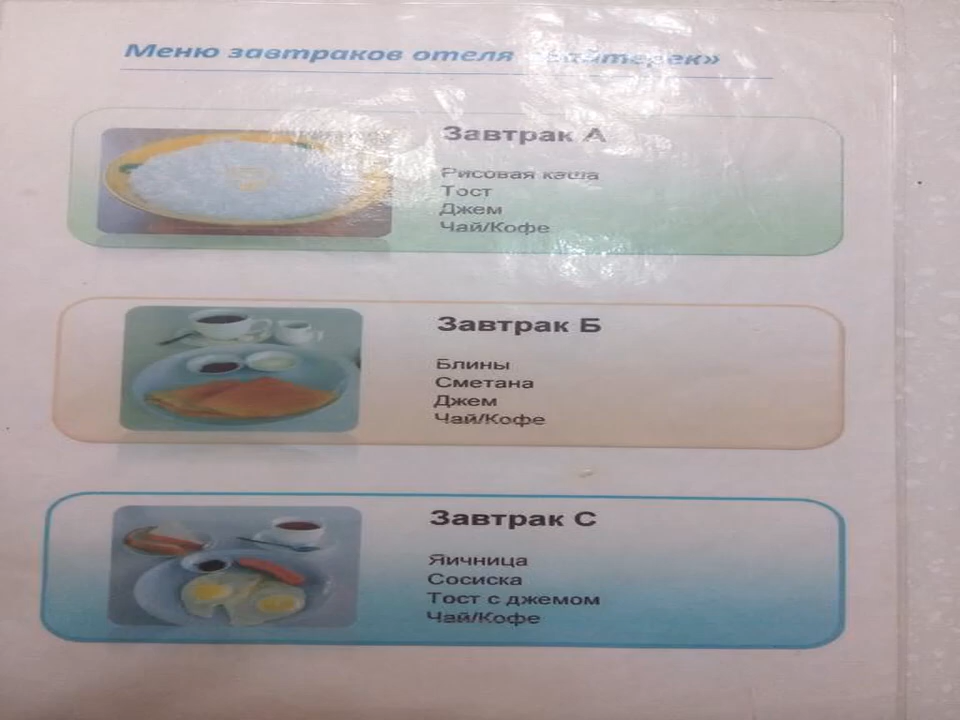 Меню завтраков отеля «Байтерек»
Завтрак А
Рисовая каша
Тост
Джем
Чай/Кофе
Завтрак Б
Блины
Сметана
Джем
Чай/Кофе
Завтрак С
Яичница
Сосиска
Тост с джемом
Чай/Кофе